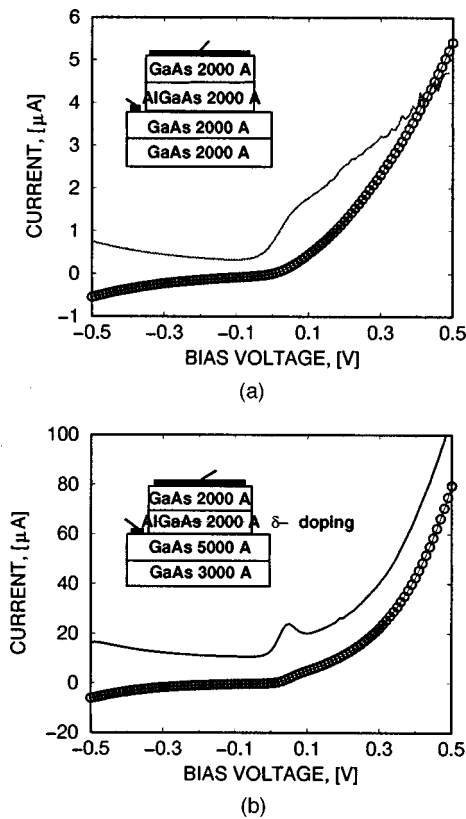 6
5
4
3
2
1
0
-1
CURRENT, [μA]
GaAs 2000 A
AlGaAs 2000 A
GaAs 2000 A
GaAs 2000 A
-0.5 -0.3 -0.1 0.1 0.3 0.5
BIAS VOLTAGE, [V]
(a)
100
80
60
40
20
0
-20
CURRENT, [μA]
GaAs 2000 A
AlGaAs 2000 A δ- doping
GaAs 5000 A
GaAs 3000 A
-0.5 -0.3 -0.1 0.1 0.3 0.5
BIAS VOLTAGE, [V]
(b)